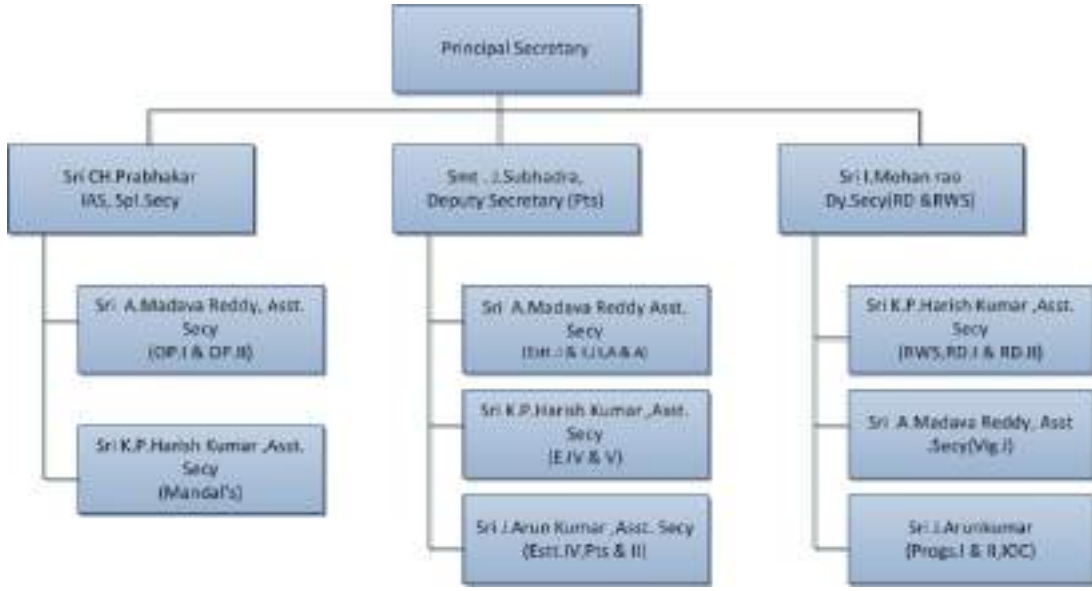 Principal Secretary
Sri CH.Prabhakar
IAS, Spl.Secy
Smt . J.Subhadra,
Deputy Secretary (Pts)
Sri I.Mohan rao
Dy.Secy(RD &RWS)
Sri A.Madava Reddy, Asst.
Secy
(OP.I & OP.II)
Sri K.P.Harish Kumar ,Asst.
Secy
(Mandal's)
Sri A.Madava Reddy Asst.
Secy
Sri K.P.Harish Kumar ,Asst.
Secy
(E.IV & V)
Sri J.Arun Kumar ,Asst. Secy
(Estt.IV,Pts & II)
Sri K.P.Harish Kumar ,Asst.
Secy
(RWS,RD.I & RD.II)
Sri A.Madava Reddy, Asst
.Secy(Vig.I)
Sri.J.Arunkumar
(Progs.I & II,IOC)